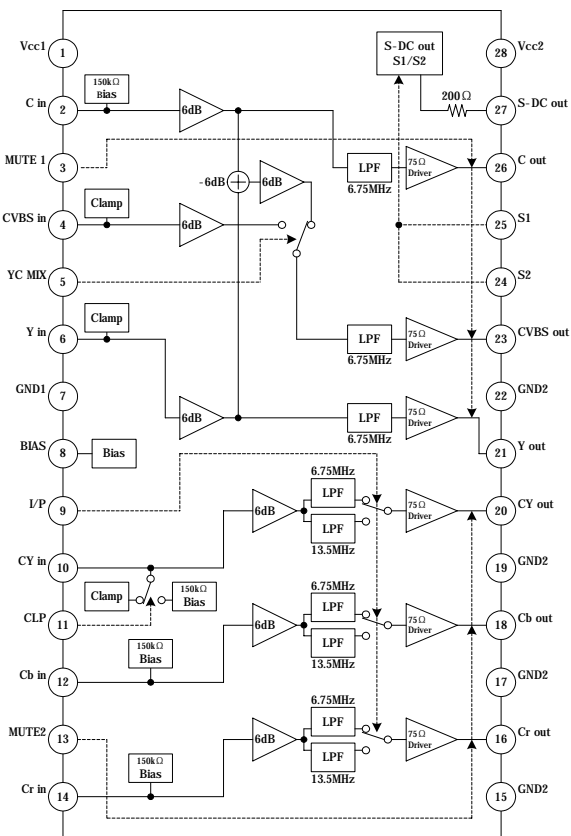 Vcc1
1
S-DC out
S1/S2
28
Vcc2
150kΩ
Bias
200Ω
C in
2
6dB
27
S-DC out
MUTE 1
3
LPF
6.75MHz
75Ω
Driver
26
C out
-6dB
6dB
Clamp
CVBS in
4
6dB
25
S1
YC MIX
5
24
S2
Clamp
Y in
6
LPF
6.75MHz
75Ω
Driver
23
CVBS out
GND1
7
22
GND2
6dB
LPF
6.75MHz
75Ω
Driver
BIAS
8
Bias
21
Y out
6.75MHz
I/P
9
6dB
LPF
LPF
13.5MHz
75Ω
Driver
20
CY out
CY in
10
19
GND2
Clamp
150kΩ
Bias
6.75MHz
CLP
11
6dB
LPF
LPF
13.5MHz
75Ω
Driver
18
Cb out
150kΩ
Bias
Cb in
12
17
GND2
6.75MHz
MUTE2
13
6dB
LPF
LPF
13.5MHz
75Ω
Driver
16
Cr out
150kΩ
Bias
Cr in
14
15
GND2